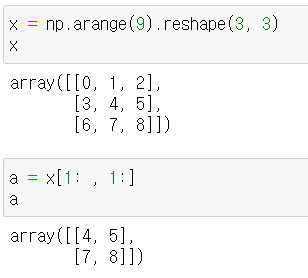 x = np.arange(9).reshape(3, 3)
x
array([[0, 1, 2],
       [3, 4, 5],
       [6, 7, 8]])
a = x[1: , 1:]
a
array([[4, 5],
       [7, 8]])